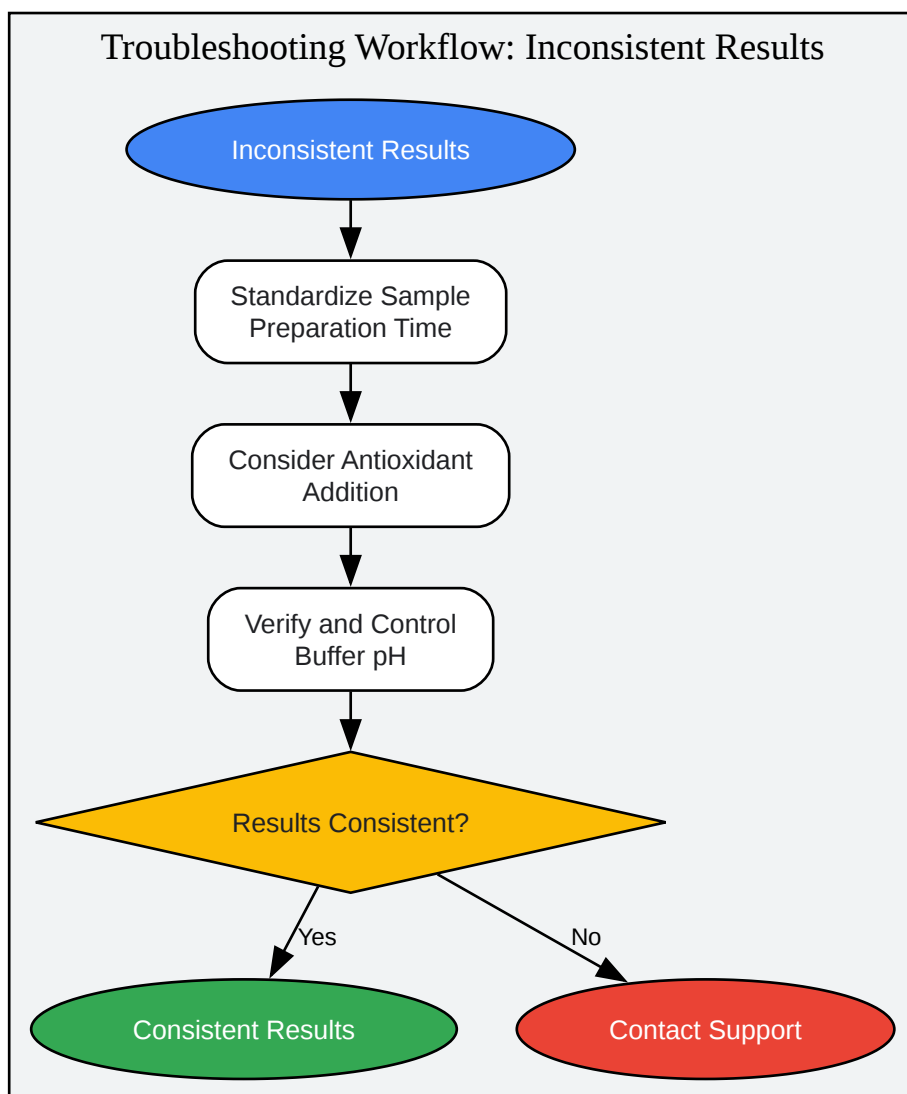 Troubleshooting Workflow: Inconsistent Results
Inconsistent Results
Standardize Sample
Preparation Time
Consider Antioxidant
Addition
Verify and Control
Buffer pH
Results Consistent?
Yes
No
Consistent Results
Contact Support